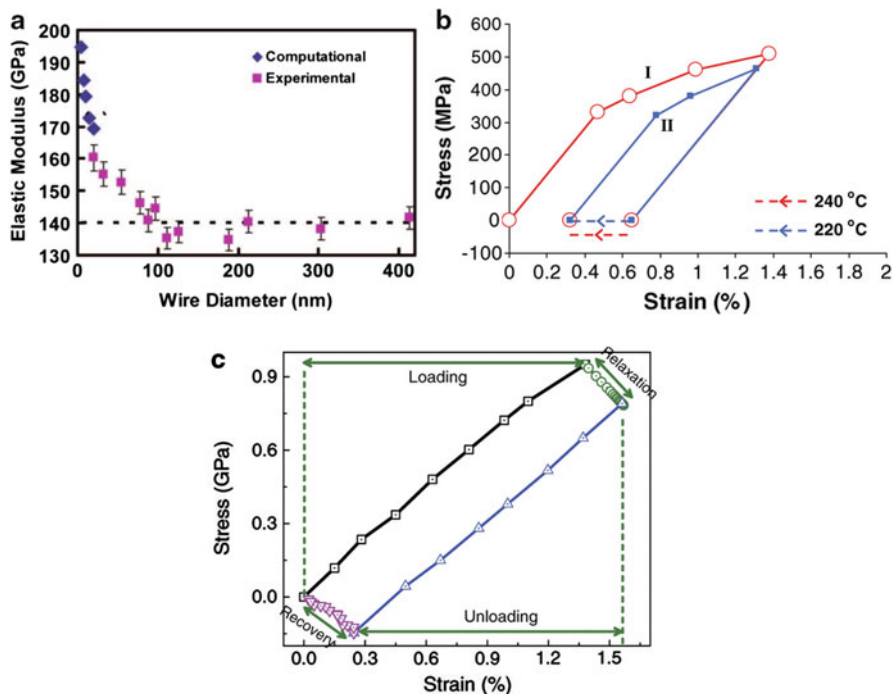 a
Elastic Modulus (GPa)
200
190
180
170
160
150
140
130
Computational
Experimental
0 100 200 300 400
Wire Diameter (nm)
b
Stress (MPa)
600
500
400
300
200
100
0
-100
I
II
240 °C
220 °C
0 0.2 0.4 0.6 0.8 1 1.2 1.4 1.6 1.8 2
Strain (%)
c
Stress (GPa)
0.9
0.6
0.3
0.0
Loading
Relaxation
Recovery
Unloading
0.0 0.3 0.6 0.9 1.2 1.5
Strain (%)